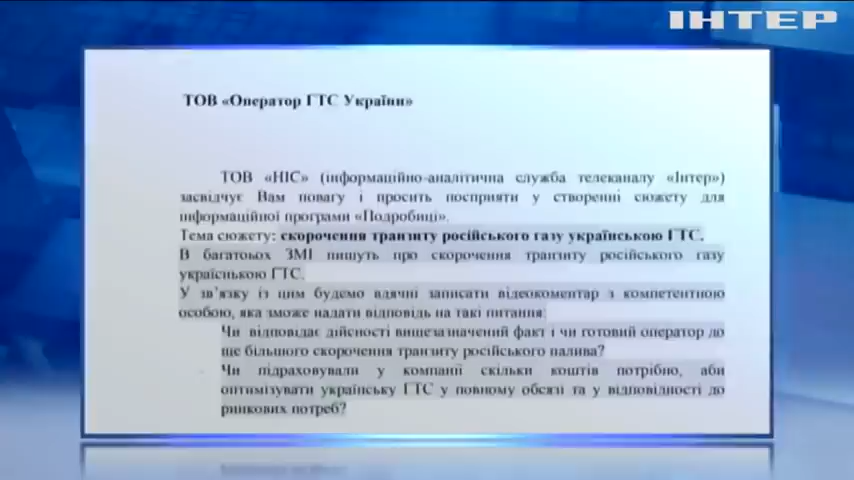 ІНТЕР
ТОВ «Оператор ГТС України»
ТОВ «НІС» (інформаційно-аналітична служба телеканалу «Інтер»)
засвідчує Вам повагу і просить посприяти у створенні сюжету для
інформаційної програми «Подробиці».
Тема сюжету: скорочення транзиту російського газу українською ГТС.
В багатьох ЗМІ пишуть про скорочення транзиту російського газу
українською ГТС.
У зв'язку із цим будемо вдячні записати відеокоментар з компетентною
особою, яка зможе надати відповідь на такі питання:
Чи відповідає дійсності вищезазначений факт і чи готовий оператор до
ще більшого скорочення транзиту російського палива?
Чи підраховували у компанії скільки коштів потрібно, аби
оптимізувати українську ГТС у повному обсязі та у відповідності до
ринкових потреб?